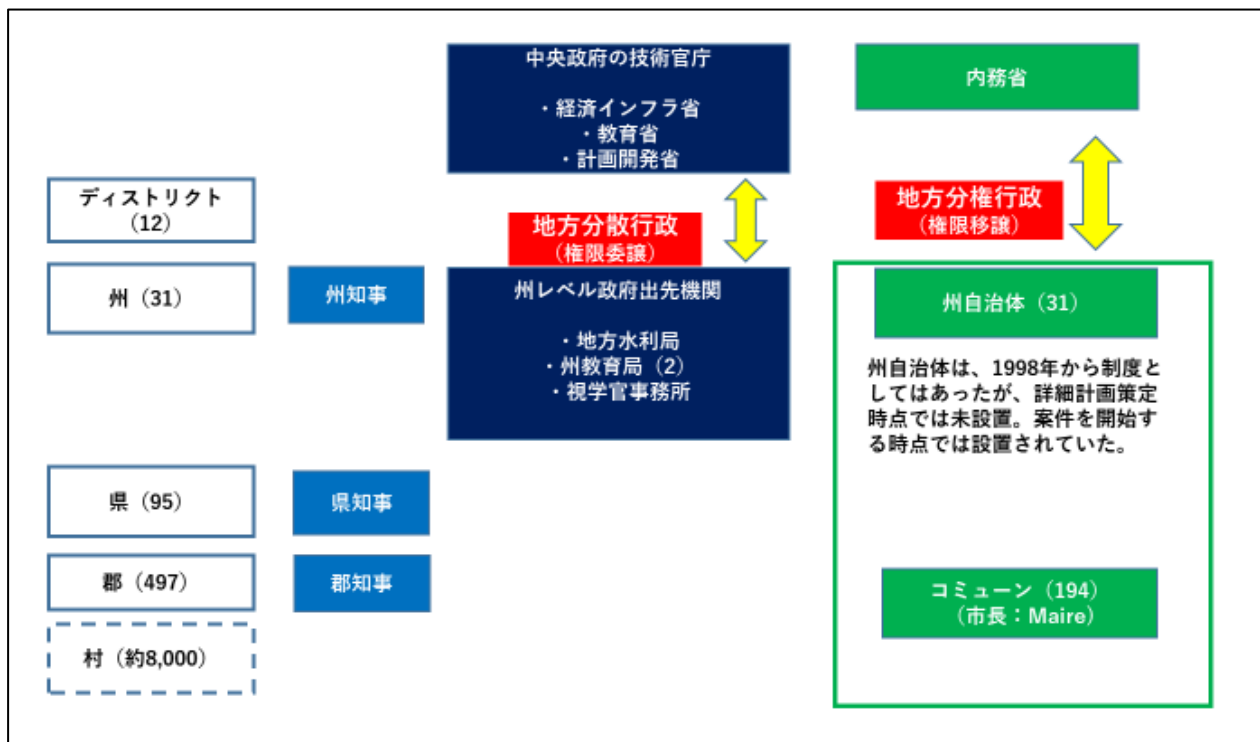 中央政府の技術官庁
・経済インフラ省
・教育省
・計画開発省
内務省
ディストリクト
(12)
地方分散行政
(権限委譲)
地方分権行政
(権限移譲)
州（31）
州知事
州レベル政府出先機関
・地方水利局
・州教育局（2）
・視学官事務所
州自治体（31）
州自治体は、1998年から制度と
してはあったが、詳細計画策定
時点では未設置。案件を開始す
る時点では設置されていた。
県（95）
県知事
郡（497）
郡知事
コミューン（194）
（市長：Maire）
村（約8,000）